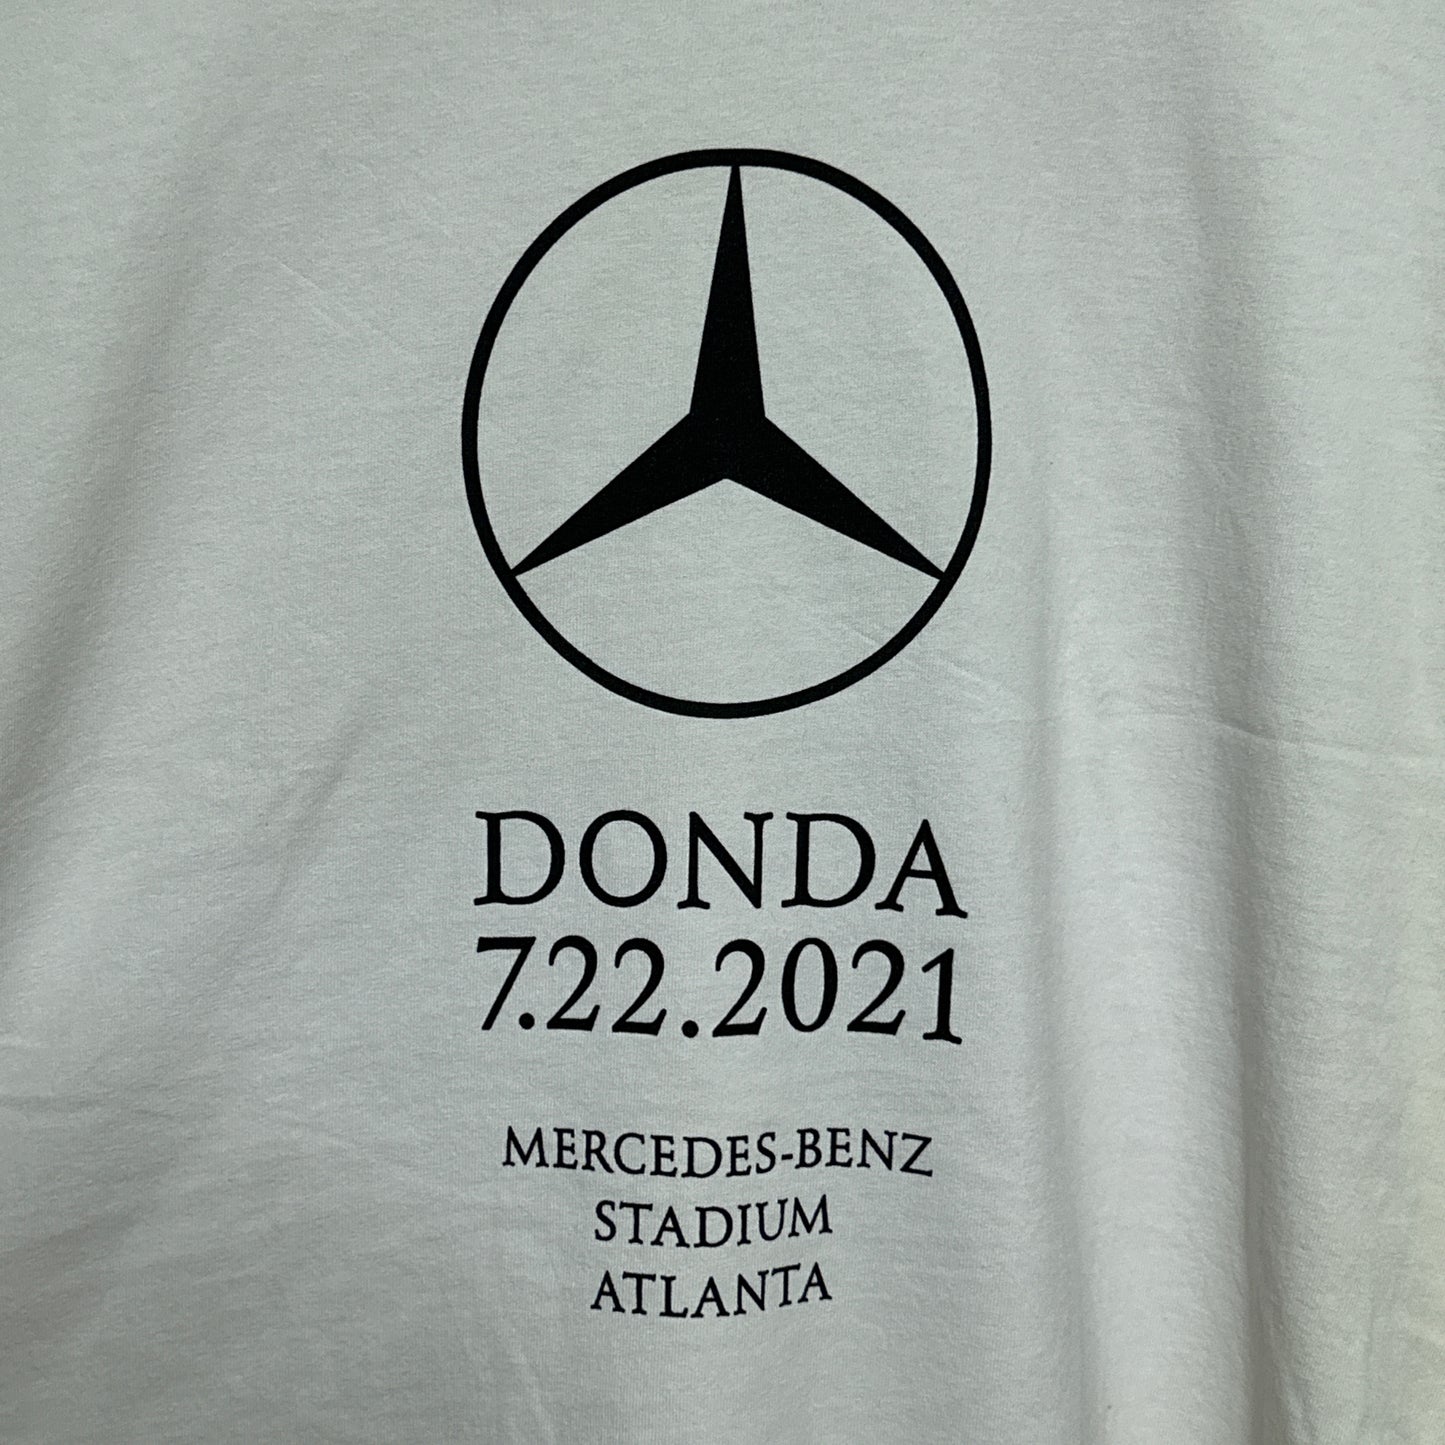 DONDA
7.22.2021
MERCEDES-BENZ
STADIUM
ATLANTA